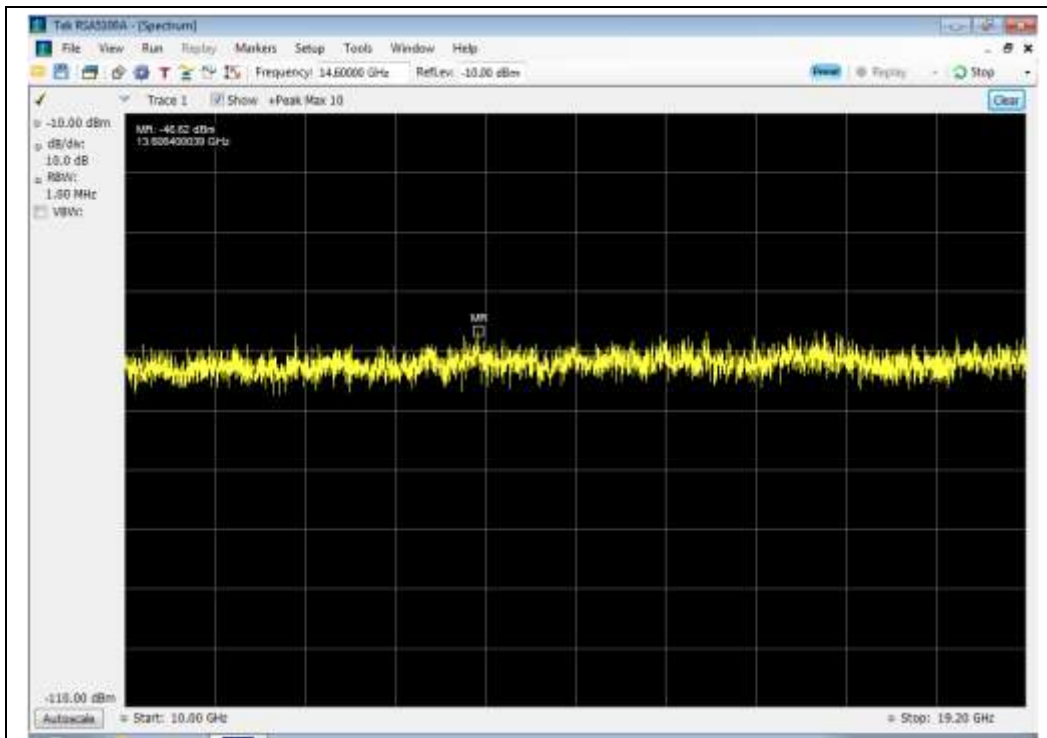 Tek RSA5100A - [Spectrum]
File View Run Replay Markers Setup Tools Window Help
Frequency: 14.60000 GHz RefLev: -10.00 dBm Preset Replay Stop
Trace 1 Show +Peak Max 10 Clear
-10.00 dBm
dB/div:
10.0 dB
RBW:
1.00 MHz
VBW:
MR: -46.62 dBm
GHz
MR
-110.00 dBm
Autoscale Start: 10.00 GHz Stop: 19.20 GHz